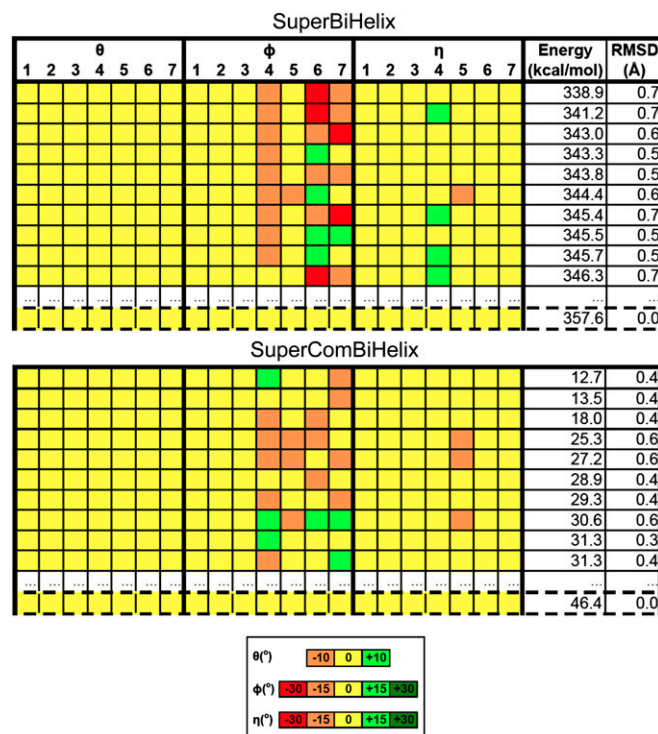 SuperBiHelix
θ ϕ η Energy RMSD
1 2 3 4 5 6 7 1 2 3 4 5 6 7 1 2 3 4 5 6 7 (kcal/mol) (Å)
338.9 0.7
341.2 0.7
343.0 0.6
343.3 0.5
343.8 0.5
344.4 0.6
345.4 0.7
345.5 0.5
345.7 0.5
346.3 0.7
... ... ... ... ... ... ... ... ... ... ... ... ... ... ... ... ... ... ... ... ... ... ...
357.6 0.0
SuperComBiHelix
12.7 0.4
13.5 0.4
18.0 0.4
25.3 0.6
27.2 0.6
28.9 0.4
29.3 0.4
30.6 0.6
31.3 0.3
31.3 0.4
... ... ... ... ... ... ... ... ... ... ... ... ... ... ... ... ... ... ... ... ... ... ...
46.4 0.0
θ(°) -10 0 +10
ϕ(°) -30 -15 0 +15 +30
η(°) -30 -15 0 +15 +30